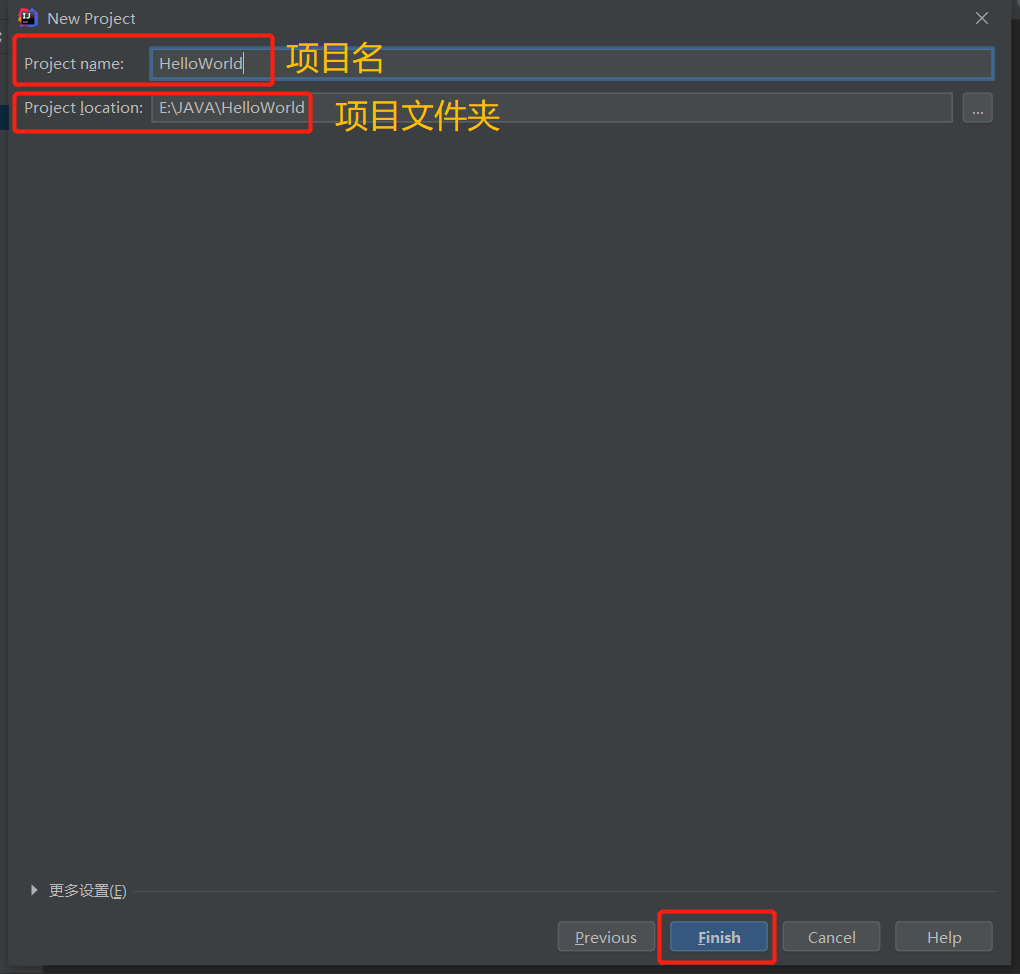 New Project
Project name: HelloWorld 项目名
Project location: E:\JAVA\HelloWorld 项目文件夹 ...
更多设置(E)
Previous Finish Cancel Help